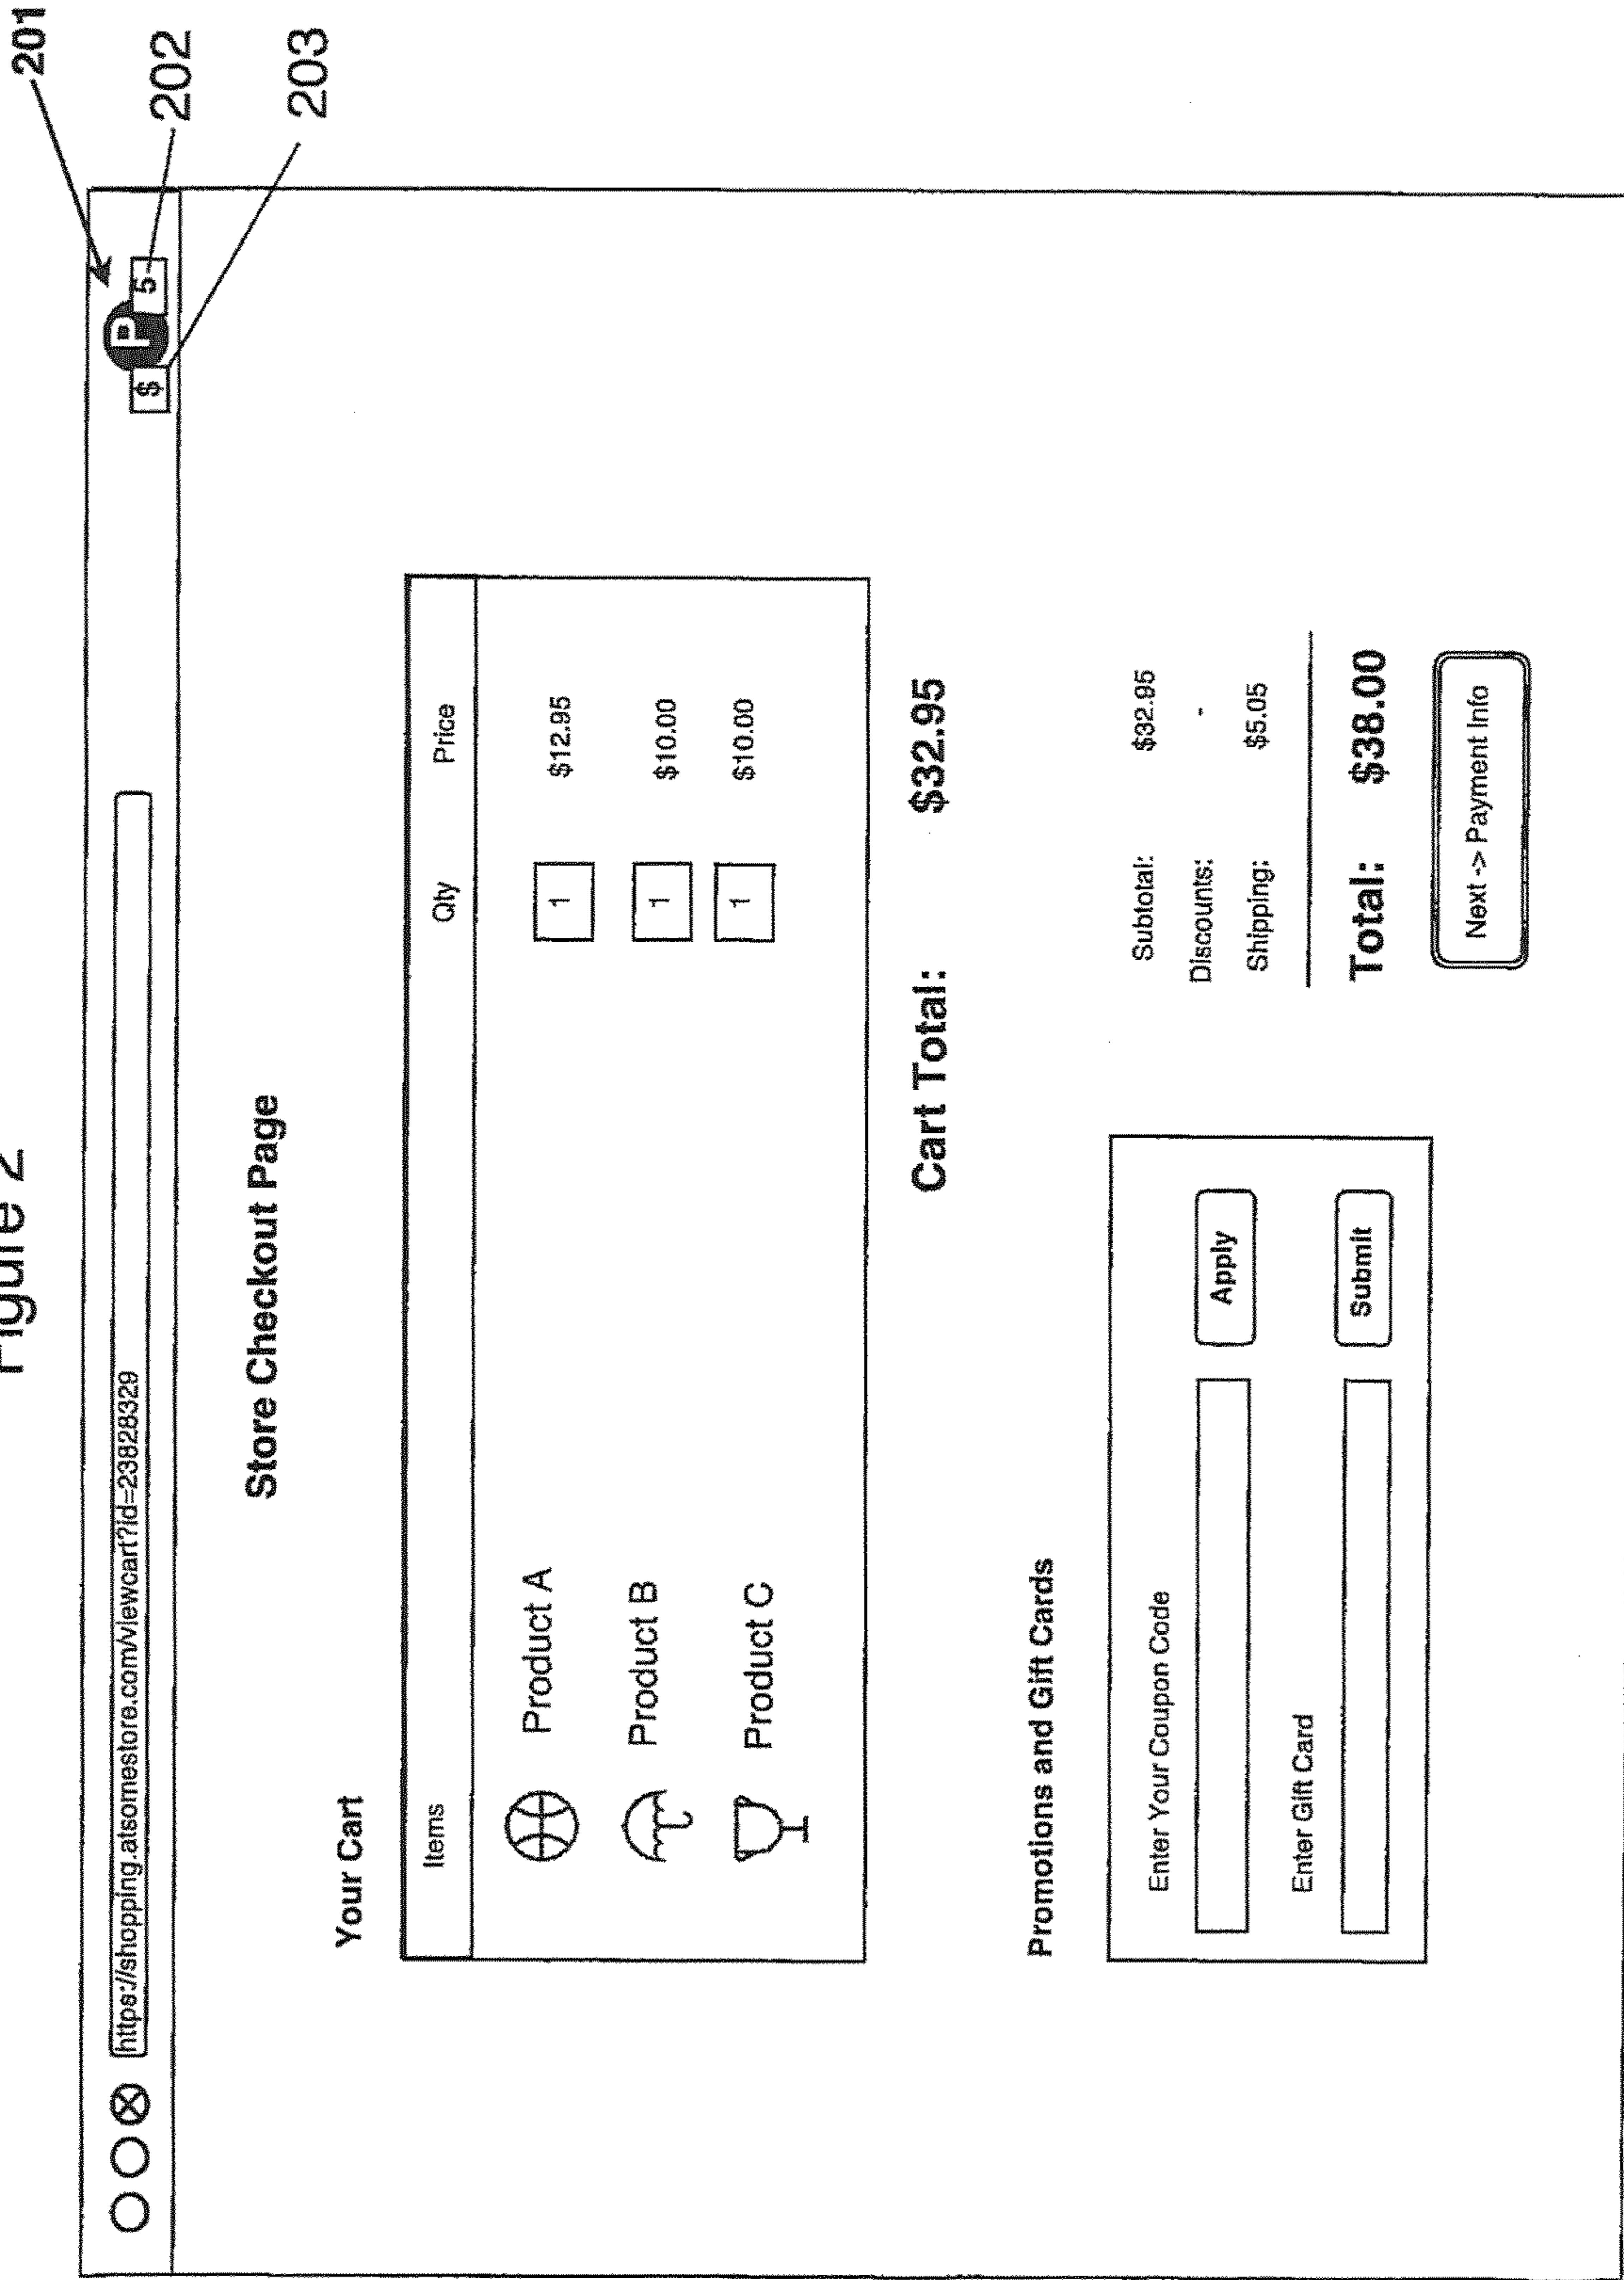 Figure 2
201
202
203
https://shopping.atsomestore.com/viewcart?id=23828329
P
$ 5
Store Checkout Page
Your Cart
Items Qty Price
Product A 1 $12.95
Product B 1 $10.00
Product C 1 $10.00
Cart Total: $32.95
Promotions and Gift Cards
Enter Your Coupon Code
Apply
Enter Gift Card
Submit
Subtotal: $32.95
Discounts: -
Shipping: $5.05
Total: $38.00
Next -> Payment Info